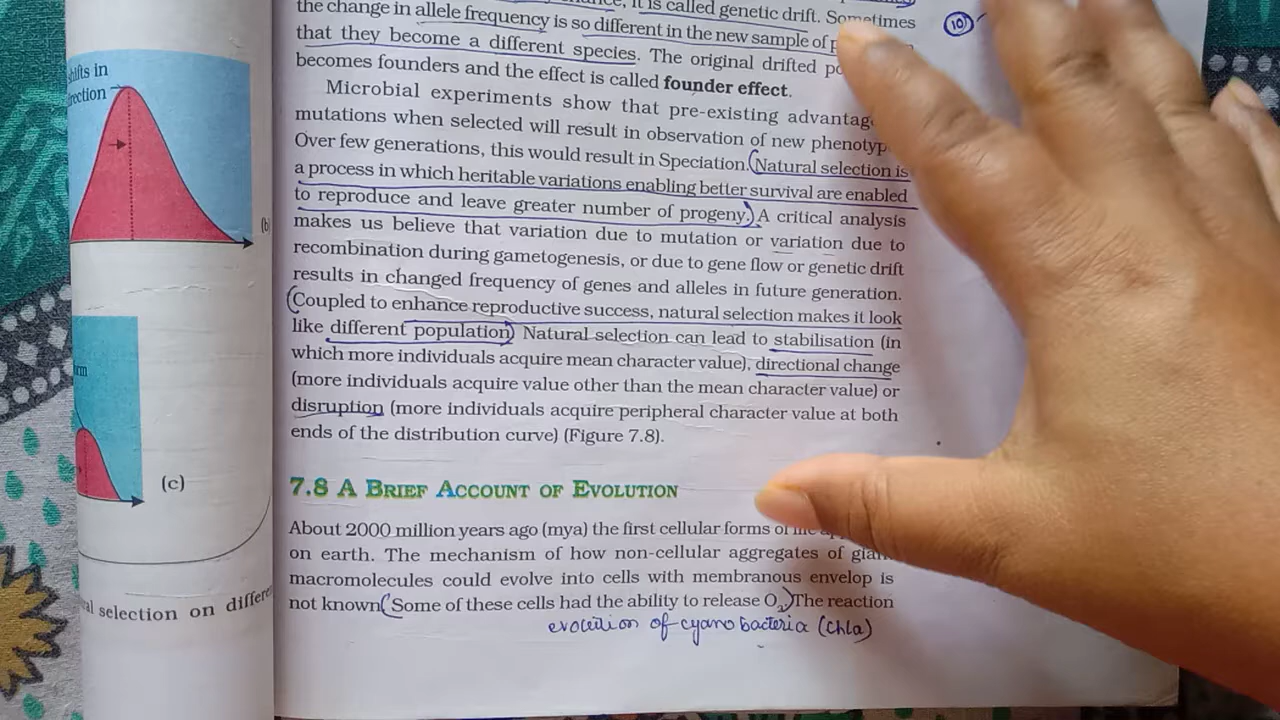 it is called genetic drift. Sometimes
the change in allele frequency is so different in the new sample of
that they become a different species. The original drifted
becomes founders and the effect is called founder effect.
Microbial experiments show that pre-existing
mutations when selected will result in observation of new
Over few generations, this would result in Speciation. (Natural selection is
a process in which heritable variations enabling better survival are enabled
to reproduce and leave greater number of progeny.) A critical analysis
makes us believe that variation due to mutation or variation due to
recombination during gametogenesis, or due to gene flow or genetic drift
results in changed frequency of genes and alleles in future generation.
(Coupled to enhance reproductive success, natural selection makes it look
like different population) Natural selection can lead to stabilisation (in
which more individuals acquire mean character value), directional change
(more individuals acquire value other than the mean character value) or
disruption (more individuals acquire peripheral character value at both
ends of the distribution curve) (Figure 7.8).
7.8 A BRIEF ACCOUNT OF EVOLUTION
About 2000 million years ago (mya) the first cellular forms of
on earth. The mechanism of how non-cellular aggregates of
macromolecules could evolve into cells with membranous envelop is
not known (Some of these cells had the ability to release O₂) The reaction
evolution of cyanobacteria (chla)
10
in
(b)
(c)
selection on